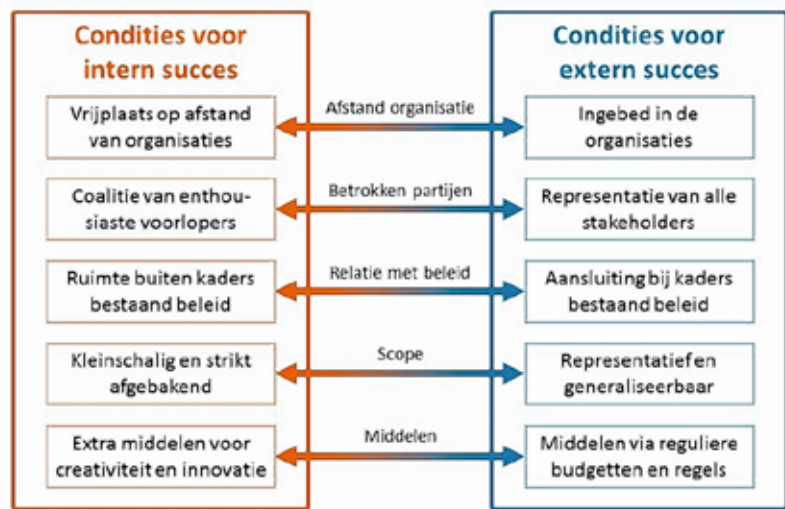 Condities voor
intern succes
Condities voor
extern succes
Vrijplaats op afstand
van organisaties
Afstand organisatie
Ingebed in de
organisaties
Coalitie van enthou-
siaste voorlopers
Betrokken partijen
Representatie van alle
stakeholders
Ruimte buiten kaders
bestaand beleid
Relatie met beleid
Aansluiting bij kaders
bestaand beleid
Kleinschalig en strikt
afgebakend
Scope
Representatief en
generaliseerbaar
Extra middelen voor
creativiteit en innovatie
Middelen
Middelen via reguliere
budgetten en regels